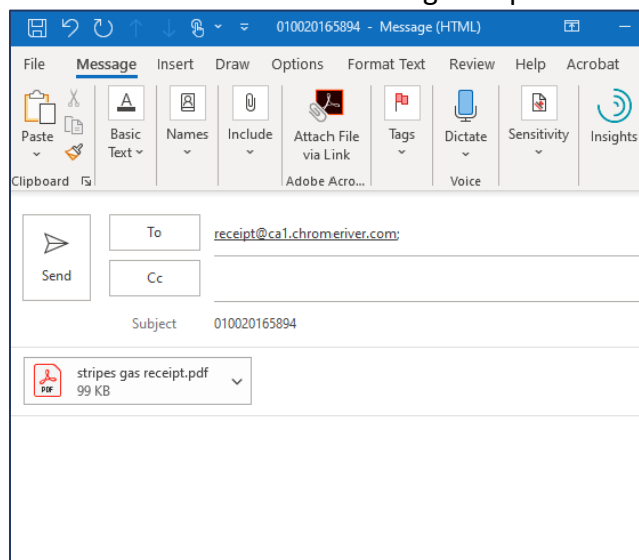 010020165894 - Message (HTML)
File Message Insert Draw Options Format Text Review Help Acrobat
Paste Basic Text Names Include Attach File via Link Tags Dictate Sensitivity Insights
Clipboard Adobe Acro... Voice
To receipt@ca1.chromeriver.com;
Send Cc
Subject 010020165894
PDF stripes gas receipt.pdf
99 KB